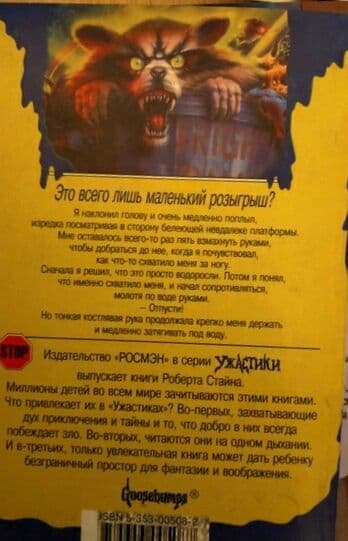 FRIGHT
Это всего лишь маленький розыгрыш?
Я наклонил голову и очень медленно поплыл,
изредка посматривая в сторону белеющей невдалеке платформы.
Мне оставалось всего-то раз пять взмахнуть руками,
чтобы добраться до нее, когда я почувствовал,
как что-то схватило меня за ногу.
Сначала я решил, что это просто водоросли. Потом я понял,
что именно схватило меня, и начал сопротивляться,
молотя по воде руками.
– Отпусти!
Но тонкая костлявая рука продолжала крепко меня держать
и медленно затягивать под воду.
STOP
Издательство «РОСМЭН» в серии УЖАСТИКИ
выпускает книги Роберта Стайна.
Миллионы детей во всем мире зачитываются этими книгами.
Что привлекает их в «Ужастиках»? Во-первых, захватывающие
дух приключения и тайны и то, что добро в них всегда
побеждает зло. Во-вторых, читаются они на одном дыхании.
И в-третьих, только увлекательная книга может дать ребенку
безграничный простор для фантазии и воображения.
Goosebumps ®
ISBN 5-353-00508-2